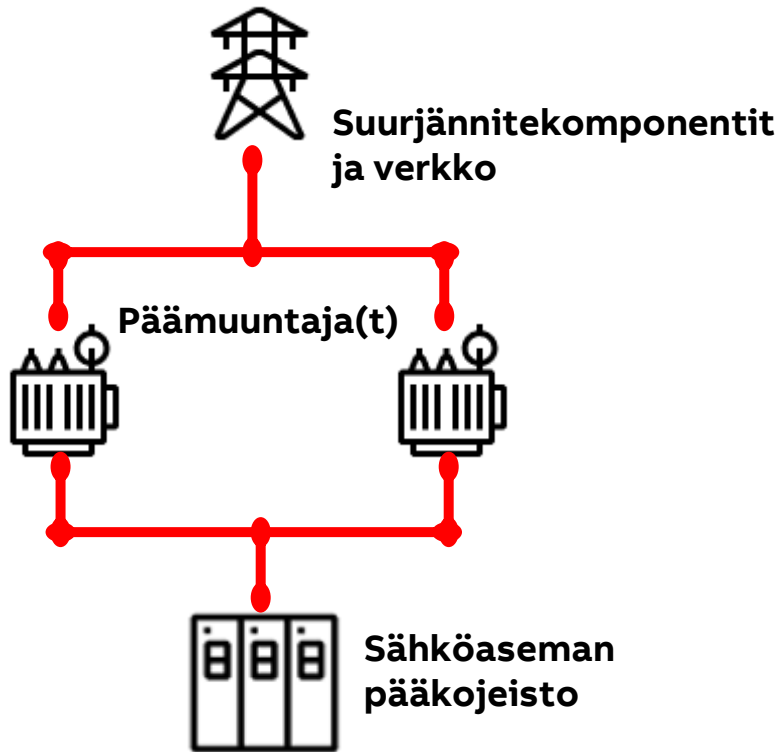 Suurjännitekomponentit
ja verkko
Päämuuntaja(t)
Sähköaseman
pääkojeisto